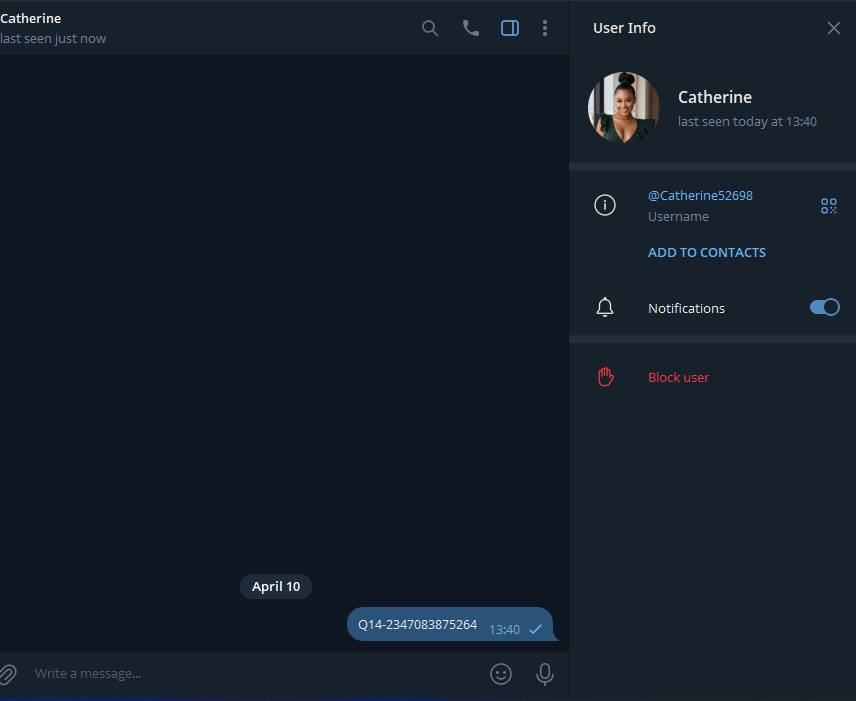 Catherine
last seen just now
April 10
Q14-2347083875264 13:40
Write a message...
User Info
Catherine
last seen today at 13:40
@Catherine52698
Username
ADD TO CONTACTS
Notifications
Block user